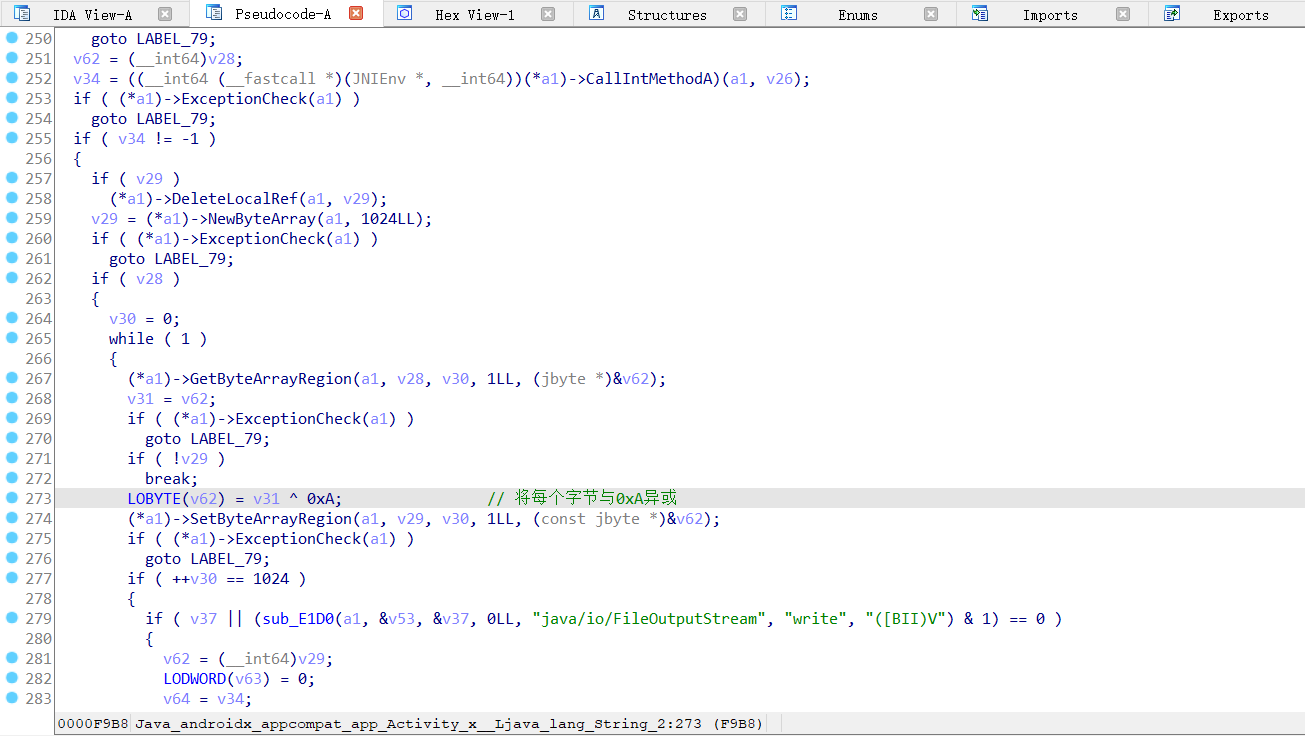 IDA View-A Pseudocode-A Hex View-1 Structures Enums Imports Exports
250 goto LABEL_79;
251 v62 = (__int64)v28;
252 v34 = ((__int64 (__fastcall *)(JNIEnv *, __int64))(*a1)->CallIntMethodA)(a1, v26);
253 if ( (*a1)->ExceptionCheck(a1) )
254 goto LABEL_79;
255 if ( v34 != -1 )
256 {
257 if ( v29 )
258 (*a1)->DeleteLocalRef(a1, v29);
259 v29 = (*a1)->NewByteArray(a1, 1024LL);
260 if ( (*a1)->ExceptionCheck(a1) )
261 goto LABEL_79;
262 if ( v28 )
263 {
264 v30 = 0;
265 while ( 1 )
266 {
267 (*a1)->GetByteArrayRegion(a1, v28, v30, 1LL, (jbyte *)&v62);
268 v31 = v62;
269 if ( (*a1)->ExceptionCheck(a1) )
270 goto LABEL_79;
271 if ( !v29 )
272 break;
273 LOBYTE(v62) = v31 ^ 0xA; // 将每个字节与0xA异或
274 (*a1)->SetByteArrayRegion(a1, v29, v30, 1LL, (const jbyte *)&v62);
275 if ( (*a1)->ExceptionCheck(a1) )
276 goto LABEL_79;
277 if ( ++v30 == 1024 )
278 {
279 if ( v37 || (sub_E1D0(a1, &v53, &v37, 0LL, "java/io/FileOutputStream", "write", "([BII)V") & 1) == 0 )
280 {
281 v62 = (__int64)v29;
282 LODWORD(v63) = 0;
283 v64 = v34;
0000F9B8 Java_androidx_appcompat_app_Activity_x__Ljava_lang_String_2:273 (F9B8)